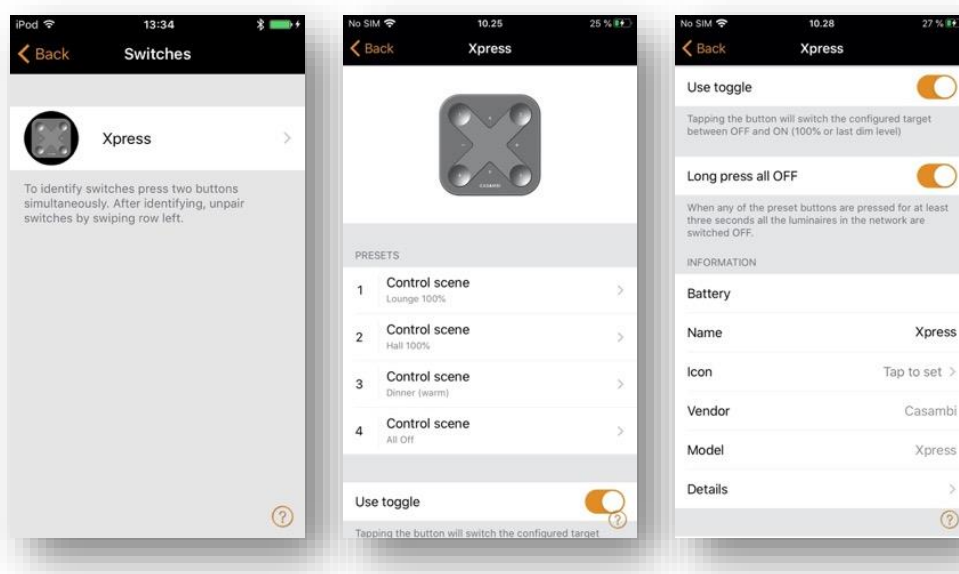 iPod 13:34
Back Switches
Xpress
To identify switches press two buttons
simultaneously. After identifying, unpair
switches by swiping row left.
?
No SIM 10.25 25 %
Back Xpress
CASAMBI
PRESETS
1 Control scene
Lounge 100%
2 Control scene
Hall 100%
3 Control scene
Dinner (warm)
4 Control scene
All Off
Use toggle
?
Tapping the button will switch the configured target
No SIM 10.28 27 %
Back Xpress
Use toggle
Tapping the button will switch the configured target
between OFF and ON (100% or last dim level)
Long press all OFF
When any of the preset buttons are pressed for at least
three seconds all the luminaires in the network are
switched OFF.
INFORMATION
Battery
Name Xpress
Icon Tap to set
Vendor Casambi
Model Xpress
Details
?